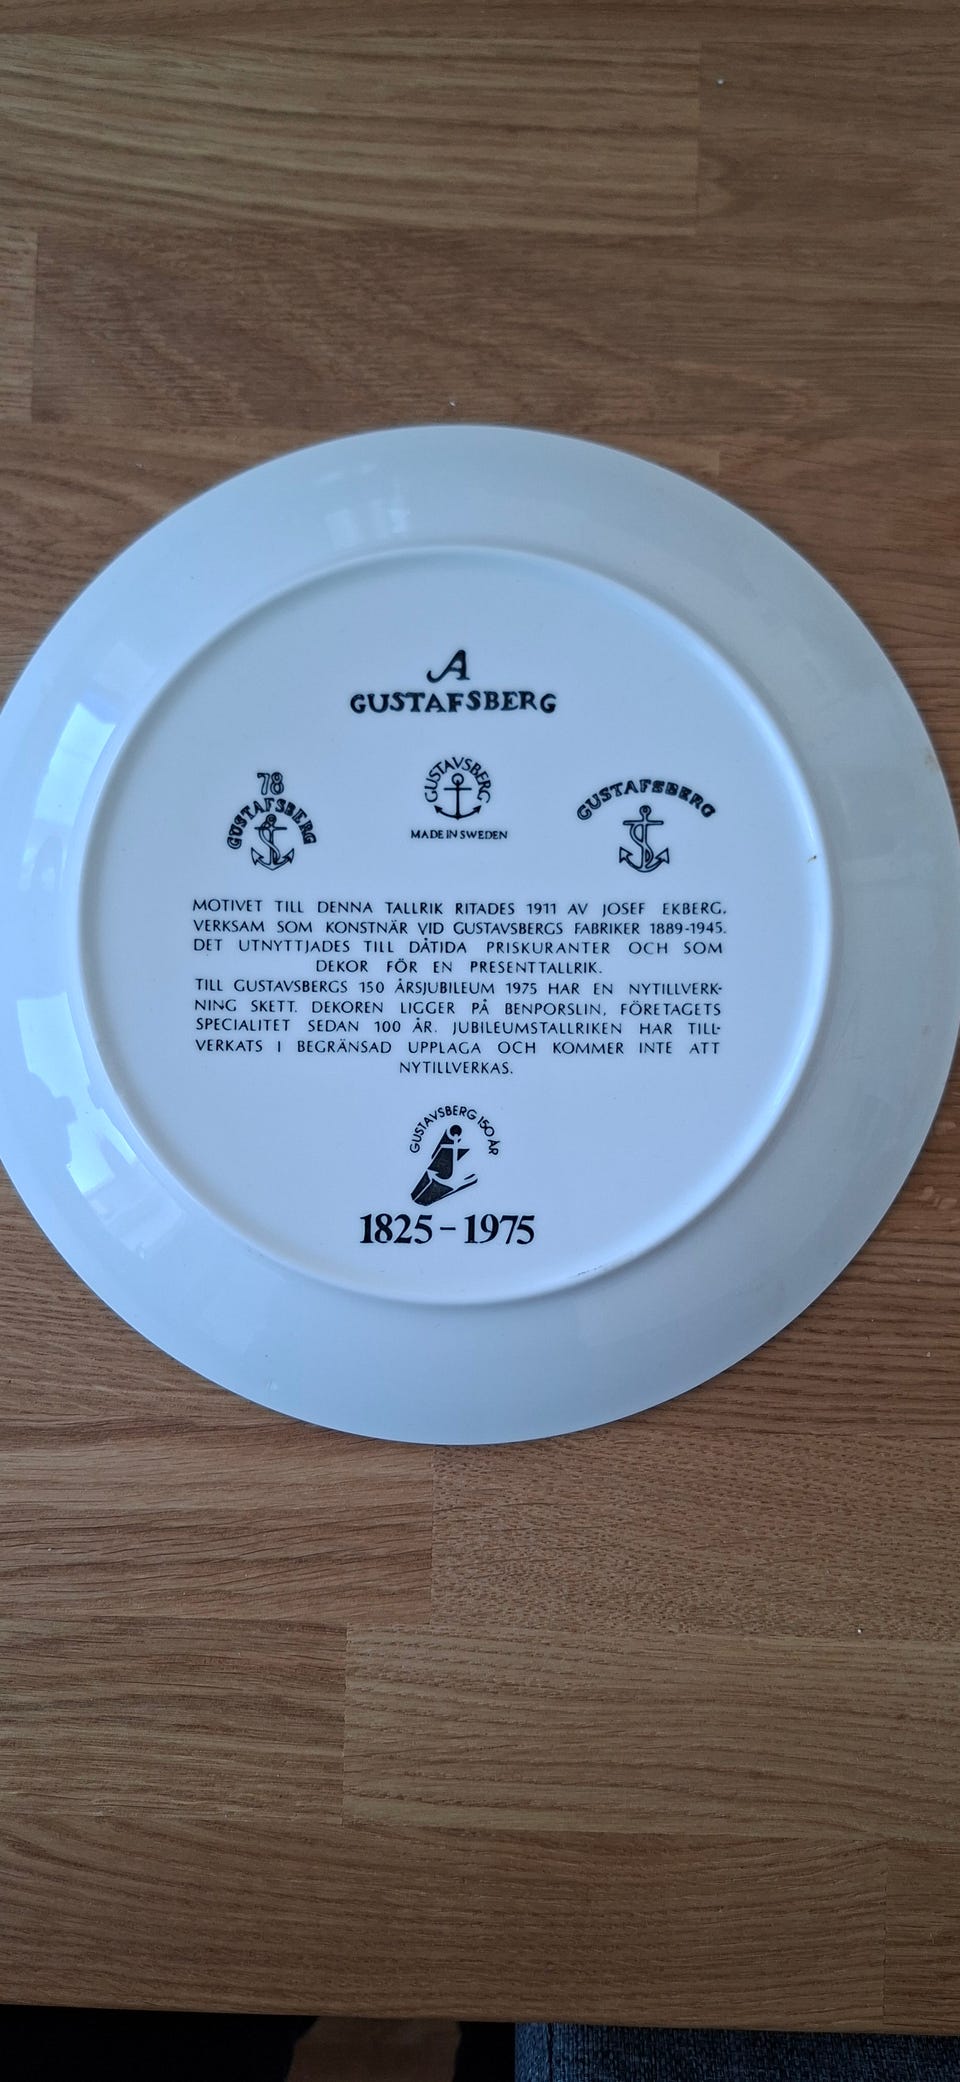 A
GUSTAFSBERG
78
GUSTAFSBERG
GUSTAVSBERG
MADE IN SWEDEN
GUSTAFSBERG
MOTIVET TILL DENNA TALLRIK RITADES 1911 AV JOSEF EKBERG,
VERKSAM SOM KONSTNÄR VID GUSTAVSBERGS FABRIKER 1889-1945.
DET UTNYTTJADES TILL DÅTIDA PRISKURANTER OCH SOM
DEKOR FÖR EN PRESENTTALLRIK.
TILL GUSTAVSBERGS 150 ÅRSJUBILEUM 1975 HAR EN NYTILLVERK-
NING SKETT. DEKOREN LIGGER PÅ BENPORSLIN, FÖRETAGETS
SPECIALITET SEDAN 100 ÅR. JUBILEUMSTALLRIKEN HAR TILL-
VERKATS I BEGRÄNSAD UPPLAGA OCH KOMMER INTE ATT
NYTILLVERKAS.
GUSTAVSBERG 150 ÅR
1825-1975